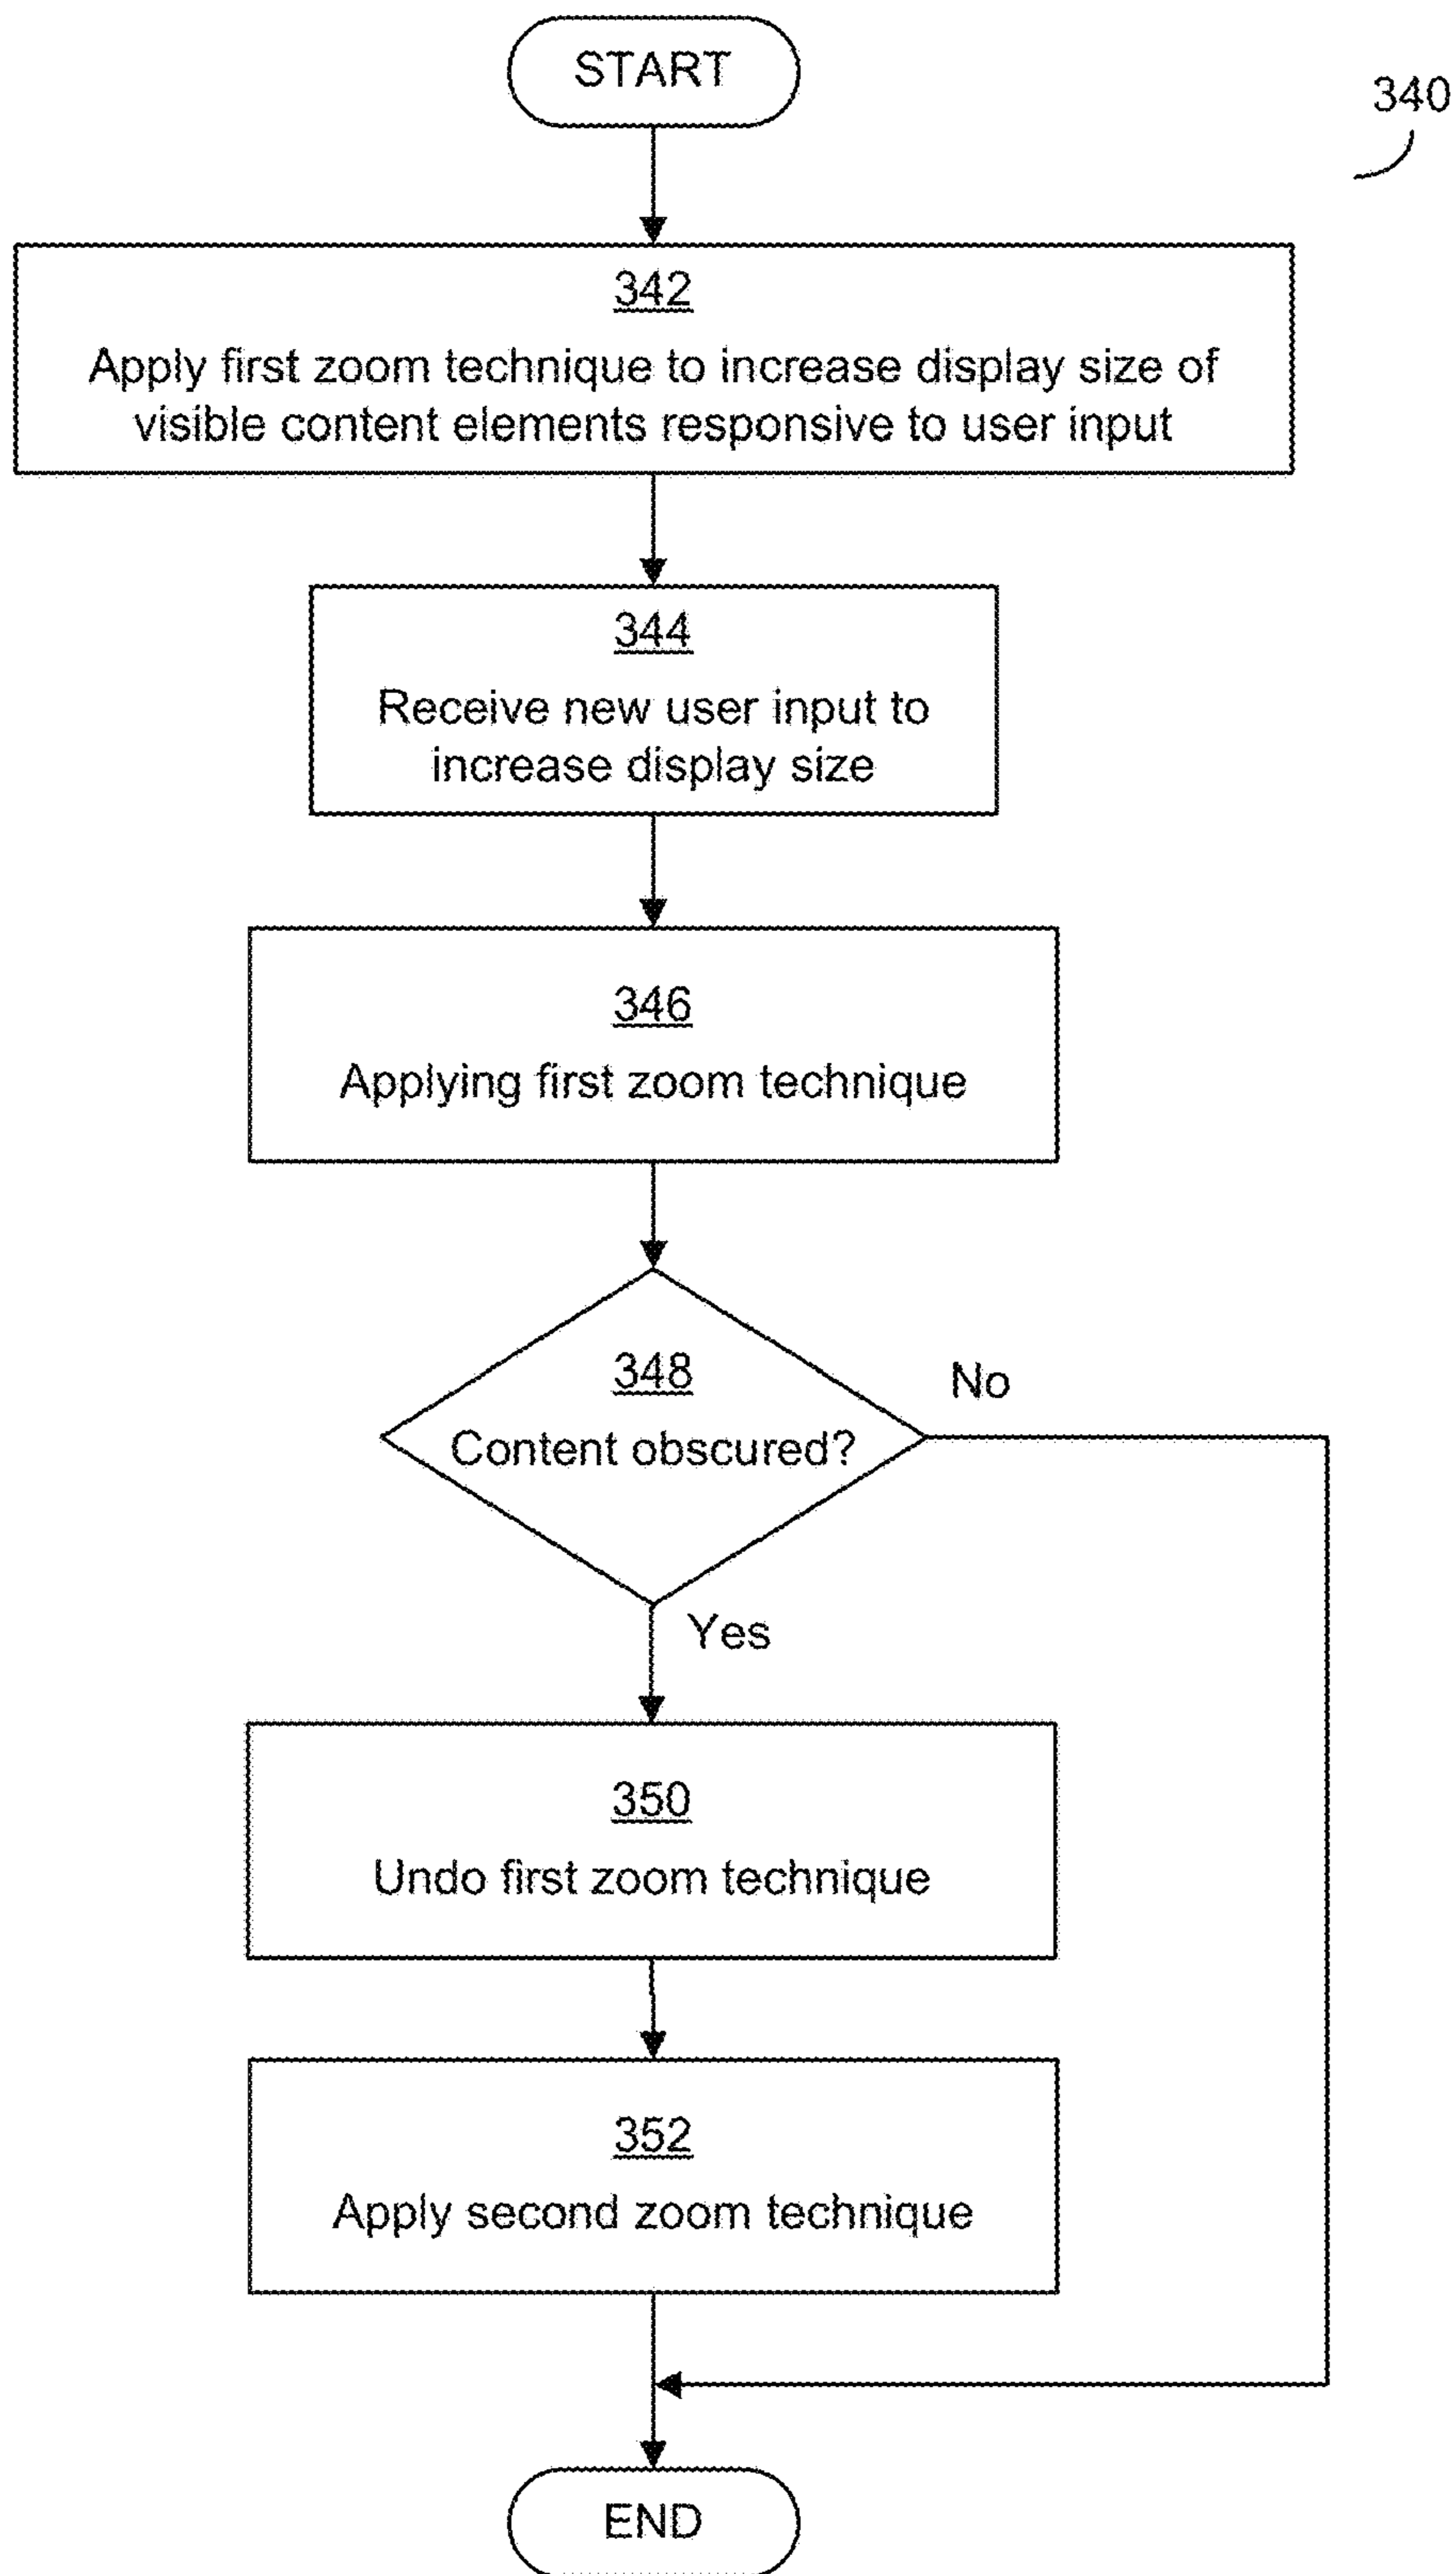 START
340
342
Apply first zoom technique to increase display size of
visible content elements responsive to user input
344
Receive new user input to
increase display size
346
Applying first zoom technique
348
Content obscured?
No
Yes
350
Undo first zoom technique
352
Apply second zoom technique
END